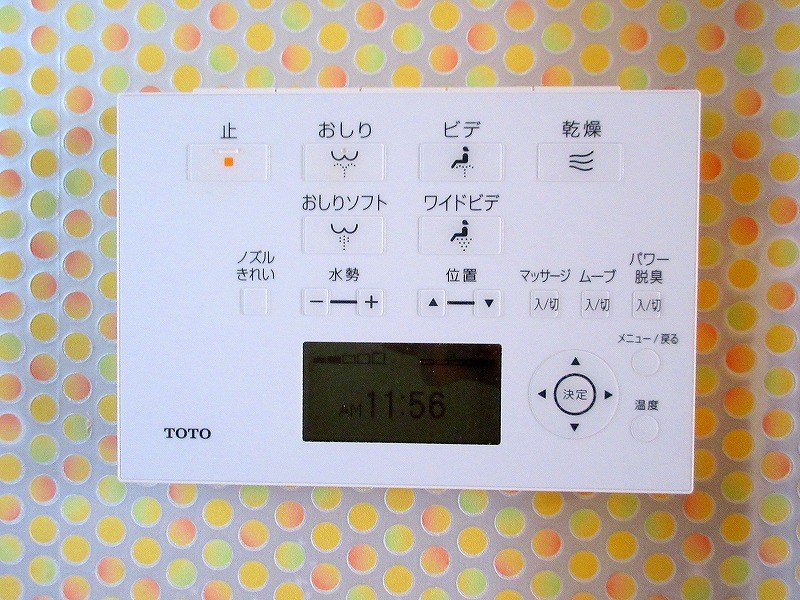 止 おしり ビデ 乾燥
おしりソフト ワイドビデ
ノズル
きれい
水勢
− +
位置
▲ ▼
マッサージ
入/切
ムーブ
入/切
パワー
脱臭
入/切
メニュー/戻る
決定
温度
AM 11:56
TOTO